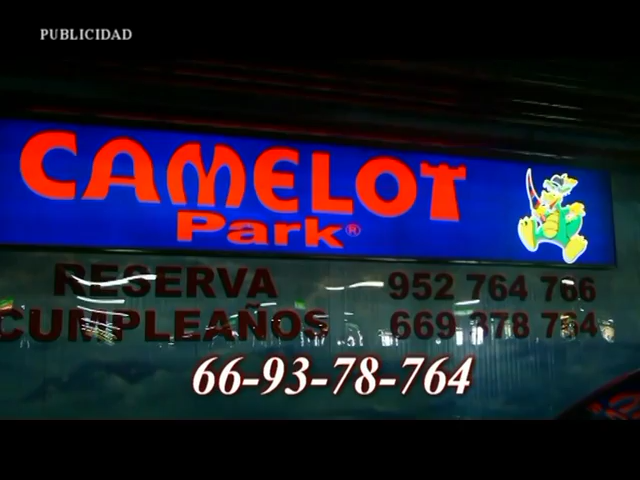 PUBLICIDAD
CAMELOT
Park®
RESERVA 952 764 766
CUMPLEAÑOS 669 378 764
66-93-78-764